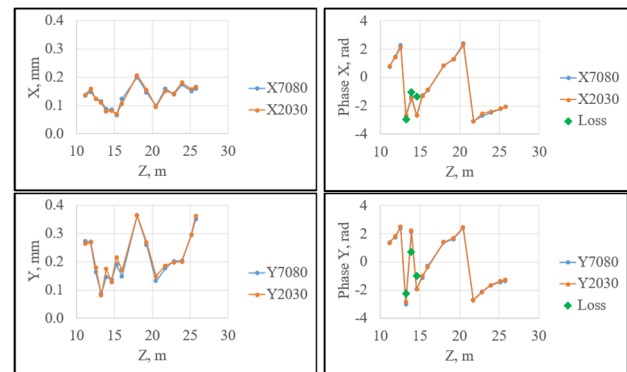 0.4
0.3
0.2
0.1
0.0
X, mm
10 15 20 25 30
Z, m
X7080
X2030
4
2
0
-2
-4
Phase X, rad
10 15 20 25 30
Z, m
X7080
X2030
Loss
0.4
0.3
0.2
0.1
0
Y, mm
10 15 20 25 30
Z, m
Y7080
Y2030
4
2
0
-2
-4
Phase Y, rad
10 15 20 25 30
Z, m
Y7080
Y2030
Loss